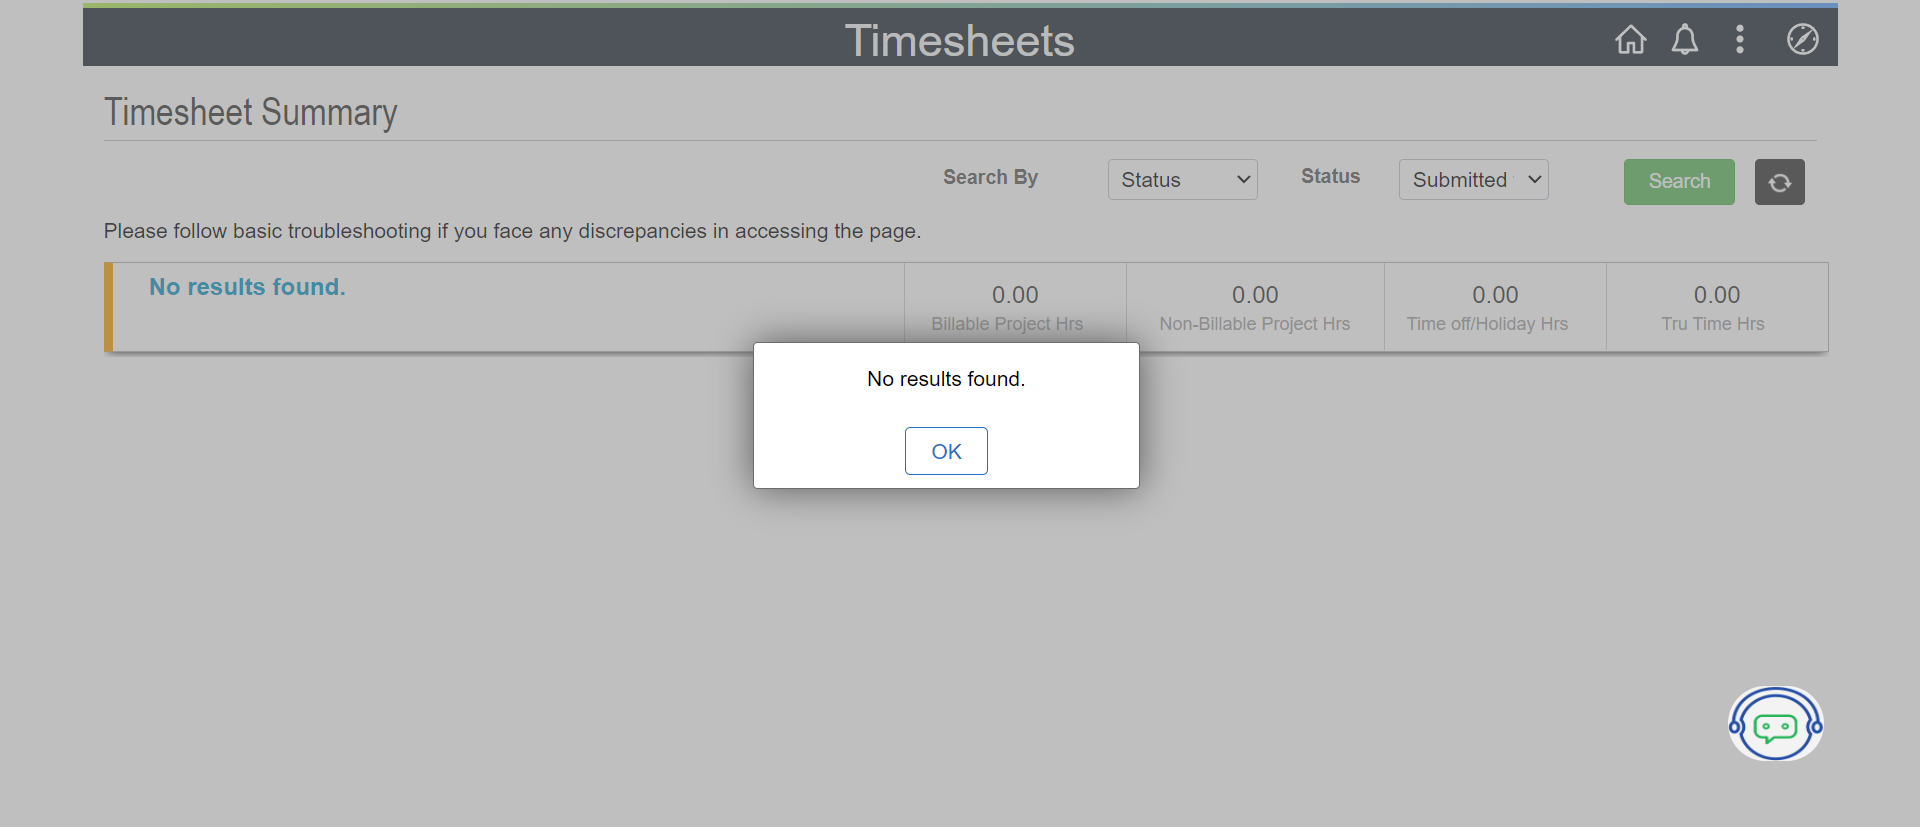 Timesheets
Timesheet Summary
Search By Status Status Submitted Search
Please follow basic troubleshooting if you face any discrepancies in accessing the page.
No results found. 0.00 0.00 0.00 0.00
Billable Project Hrs Non-Billable Project Hrs Time off/Holiday Hrs Tru Time Hrs
No results found.
OK